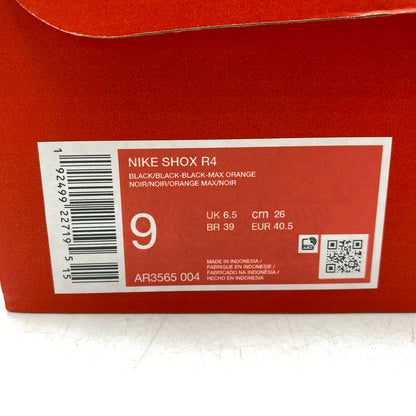 NIKE SHOX R4
BLACK/BLACK-BLACK-MAX ORANGE
NOIR/NOIR/ORANGE MAX/NOIR
9
UK 6.5 cm 26
BR 39 EUR 40.5
MADE IN INDONESIA /
FABRIQUE EN INDONÉSIE /
FABRICADO NA INDONÉSIA /
HECHO EN INDONESIA
AR3565 004
1 92499 22719 5 15